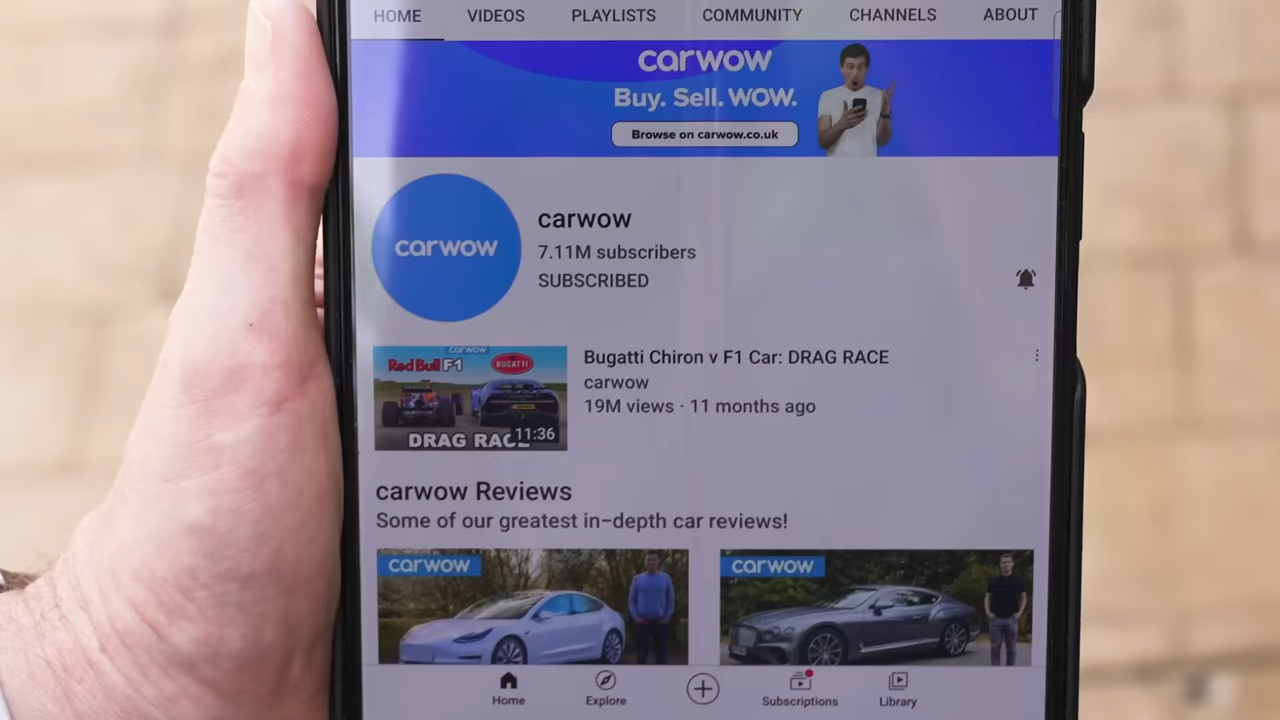 HOME VIDEOS PLAYLISTS COMMUNITY CHANNELS ABOUT
carwow
Buy. Sell. WOW.
Browse on carwow.co.uk
carwow
carwow
7.11M subscribers
SUBSCRIBED
carwow
Red Bull F1
BUGATTI
DRAG RACE
11:36
Bugatti Chiron v F1 Car: DRAG RACE
carwow
19M views · 11 months ago
carwow Reviews
Some of our greatest in-depth car reviews!
carwow
carwow
Home Explore Subscriptions Library